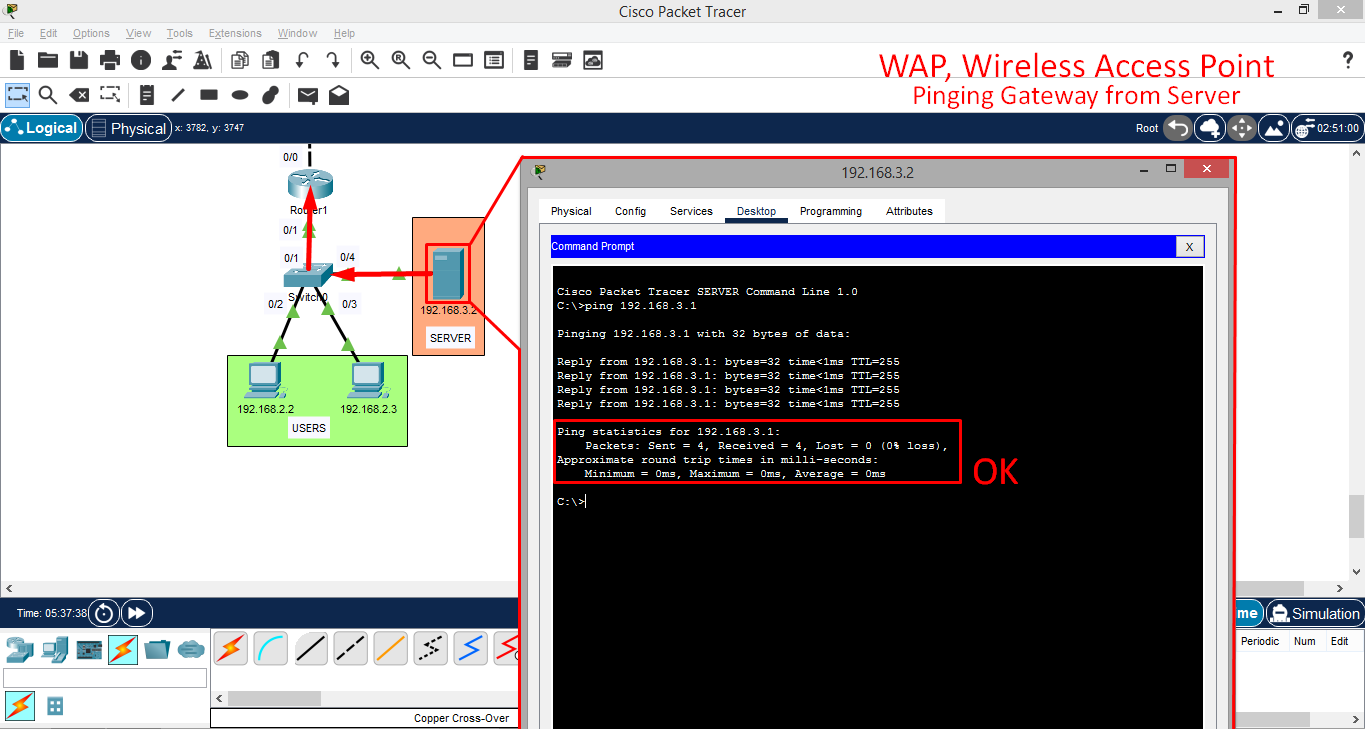 Cisco Packet Tracer
File Edit Options View Tools Extensions Window Help
WAP, Wireless Access Point
?
Pinging Gateway from Server
Logical Physical x: 3782, y: 3747 Root 02:51:00
0/0
Router1
0/1
0/1 0/4
Switch0
0/2 0/3
192.168.3.2
SERVER
192.168.2.2 192.168.2.3
USERS
192.168.3.2
Physical Config Services Desktop Programming Attributes
Command Prompt X
Cisco Packet Tracer SERVER Command Line 1.0
C:\>ping 192.168.3.1
Pinging 192.168.3.1 with 32 bytes of data:
Reply from 192.168.3.1: bytes=32 time<1ms TTL=255
Reply from 192.168.3.1: bytes=32 time<1ms TTL=255
Reply from 192.168.3.1: bytes=32 time<1ms TTL=255
Reply from 192.168.3.1: bytes=32 time<1ms TTL=255
Ping statistics for 192.168.3.1:
Packets: Sent = 4, Received = 4, Lost = 0 (0% loss),
Approximate round trip times in milli-seconds:
Minimum = 0ms, Maximum = 0ms, Average = 0ms
OK
C:\>
Time: 05:37:38
me Simulation
Periodic Num Edit
Copper Cross-Over